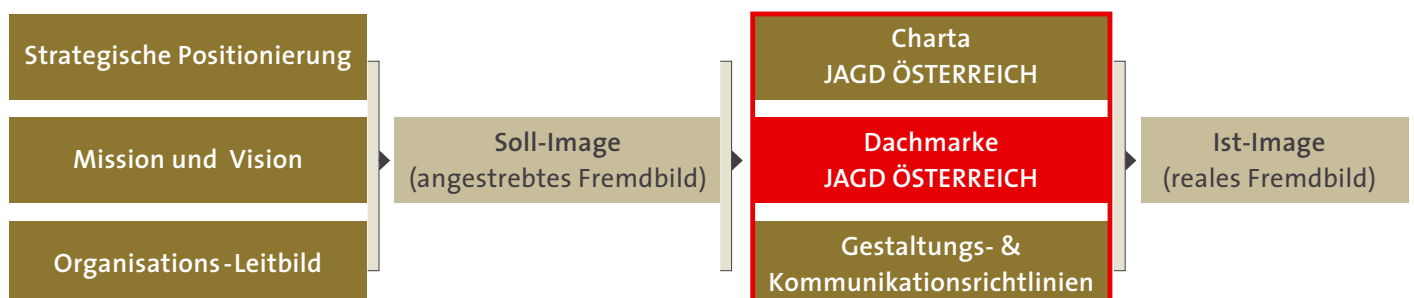 Strategische Positionierung
Mission und Vision
Organisations-Leitbild
Soll-Image
(angestrebtes Fremdbild)
Charta
JAGD ÖSTERREICH
Dachmarke
JAGD ÖSTERREICH
Gestaltungs- &
Kommunikationsrichtlinien
Ist-Image
(reales Fremdbild)